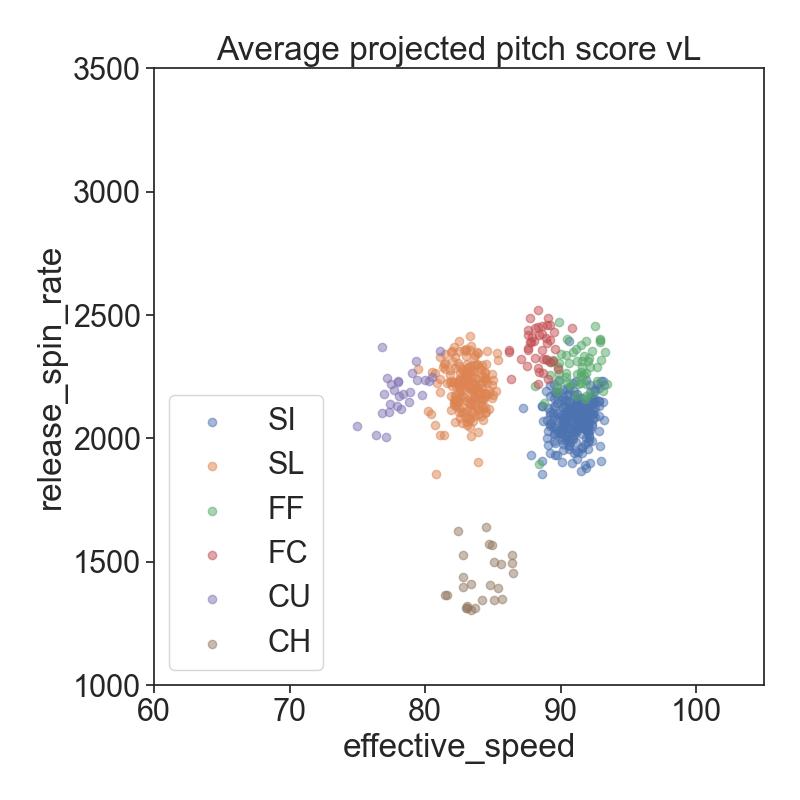 Average projected pitch score vL
3500
3000
2500
2000
1500
1000
release_spin_rate
SI
SL
FF
FC
CU
CH
60 70 80 90 100
effective_speed